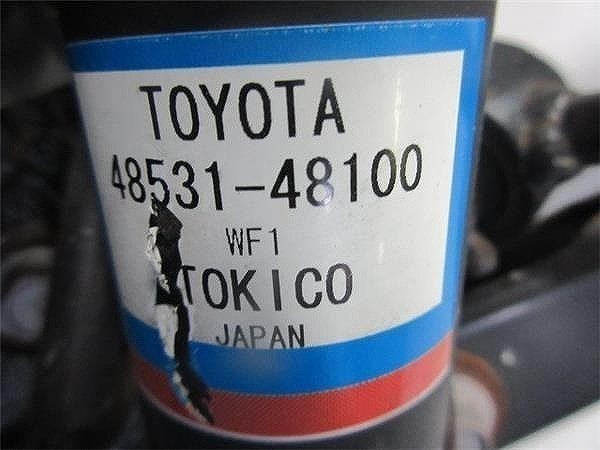 TOYOTA
48531-48100
WF1
TOKICO
JAPAN